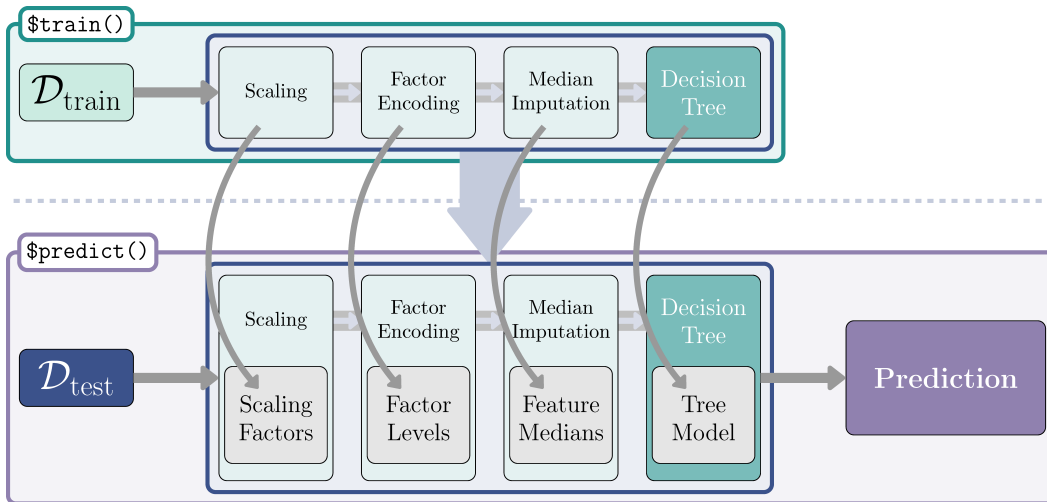 $train()
𝒟train
Scaling
Factor
Encoding
Median
Imputation
Decision
Tree
$predict()
𝒟test
Scaling
Factor
Encoding
Median
Imputation
Decision
Tree
Scaling
Factors
Factor
Levels
Feature
Medians
Tree
Model
Prediction